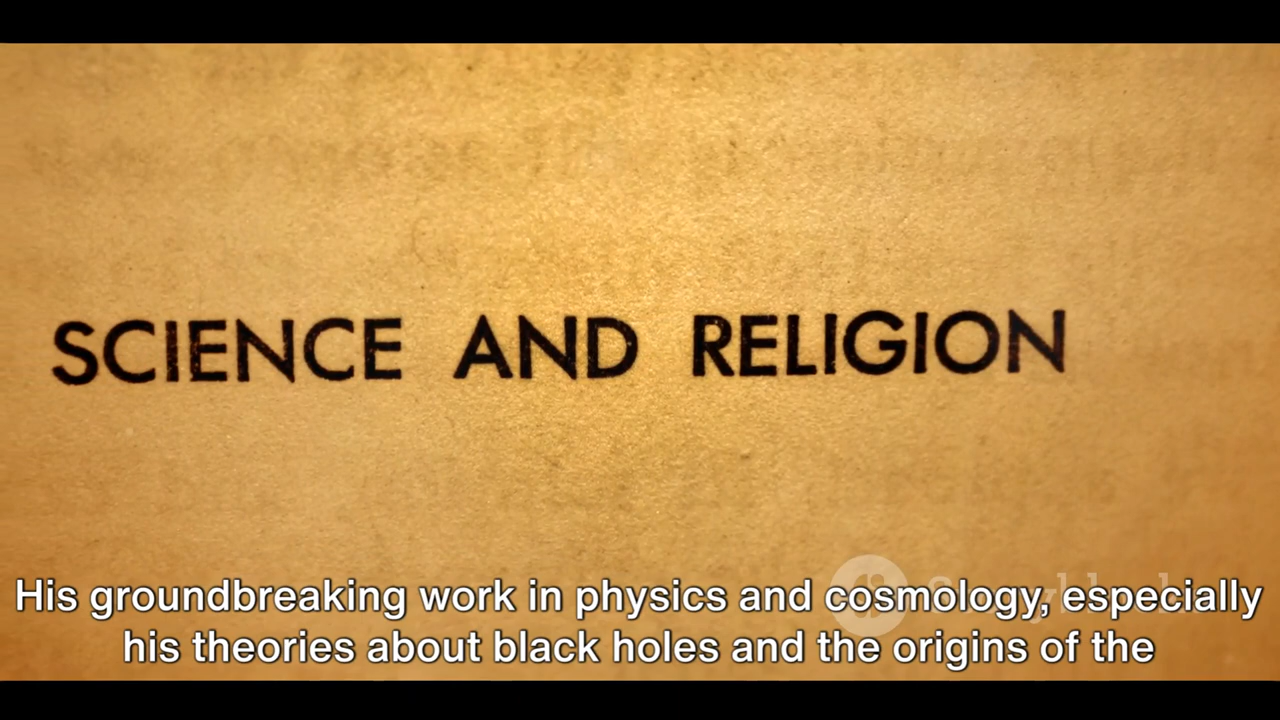 SCIENCE AND RELIGION
His groundbreaking work in physics and cosmology, especially
his theories about black holes and the origins of the